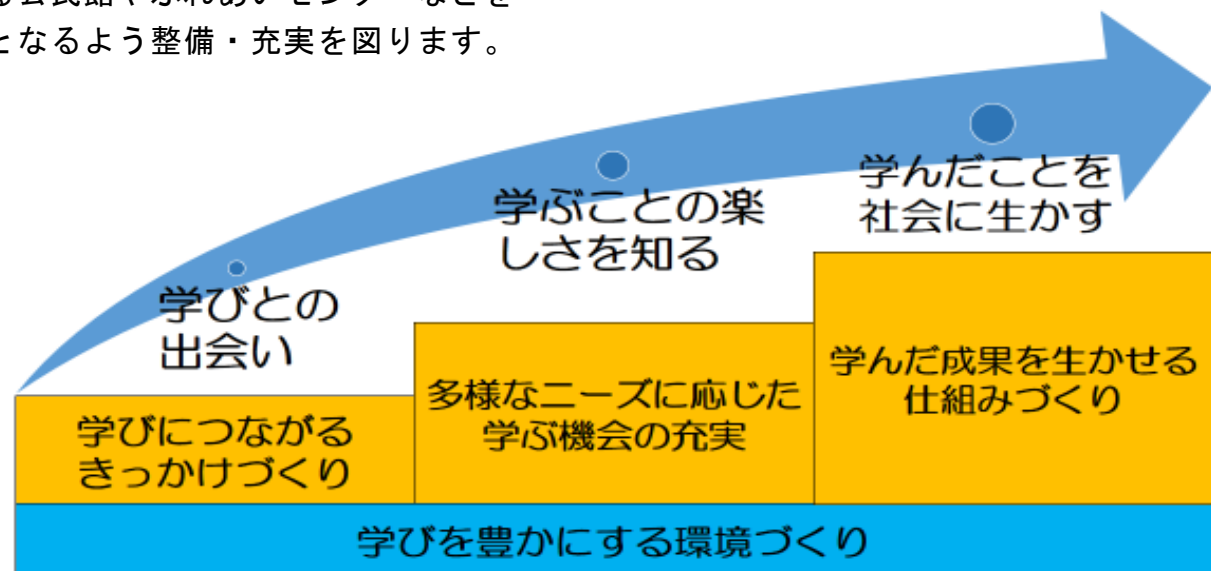 となるよう整備・充実を図ります。
学んだことを
社会に生かす
学ぶことの楽
しさを知る
学びとの
出会い
学んだ成果を生かせる
仕組みづくり
多様なニーズに応じた
学ぶ機会の充実
学びにつながる
きっかけづくり
学びを豊かにする環境づくり